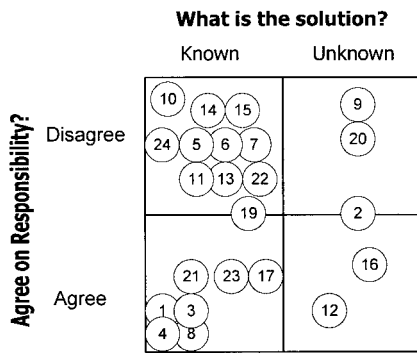 What is the solution?
Known Unknown
Agree on Responsibility?
Disagree
10 14 15 9
24 5 6 7 20
11 13 22
19 2
Agree
21 23 17 16
1 3 12
4 8